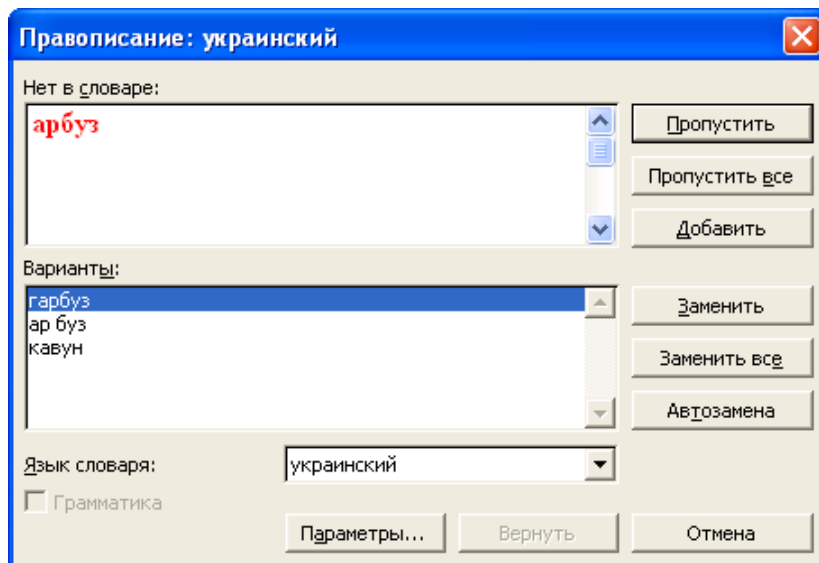 Правописание: украинский
Нет в словаре:
арбуз
Пропустить
Пропустить все
Добавить
Варианты:
гарбуз
ар буз
кавун
Заменить
Заменить все
Автозамена
Язык словаря:
украинский
Грамматика
Параметры...
Вернуть
Отмена